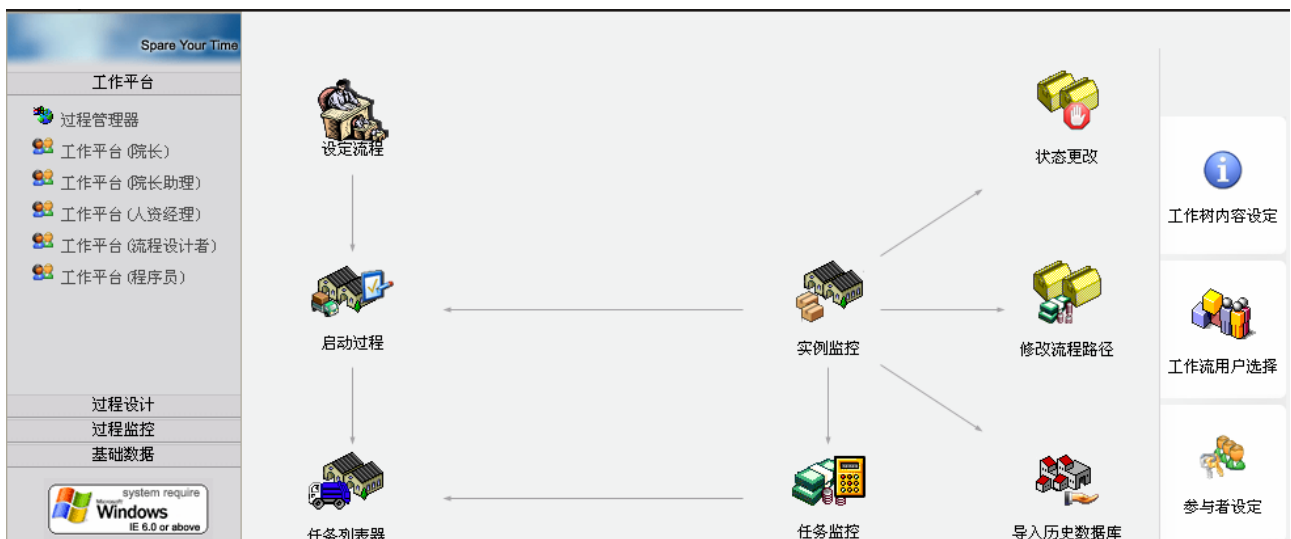 Spare Your Time
工作平台
过程管理器
工作平台(院长)
工作平台(院长助理)
工作平台(人资经理)
工作平台(流程设计者)
工作平台(程序员)
过程设计
过程监控
基础数据
system require
Microsoft
Windows
IE 6.0 or above
设定流程
状态更改
启动过程
实例监控
修改流程路径
任务列表器
任务监控
导入历史数据库
工作树内容设定
工作流用户选择
参与者设定